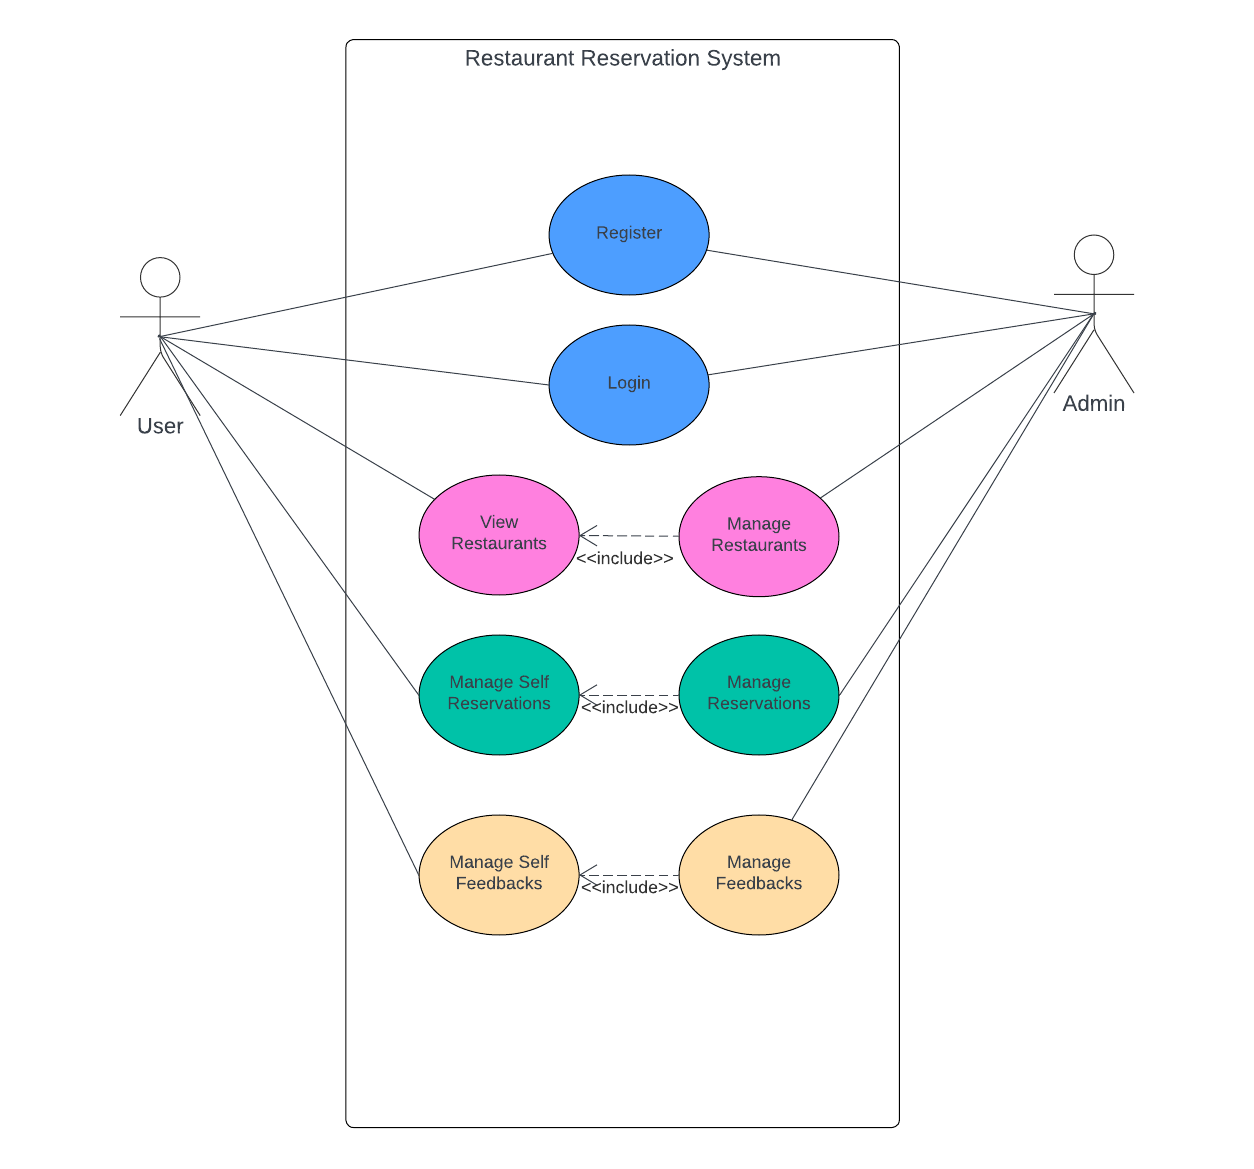 Restaurant Reservation System
Register
Login
User
Admin
View
Restaurants
<<include>>
Manage
Restaurants
Manage Self
Reservations
<<include>>
Manage
Reservations
Manage Self
Feedbacks
<<include>>
Manage
Feedbacks